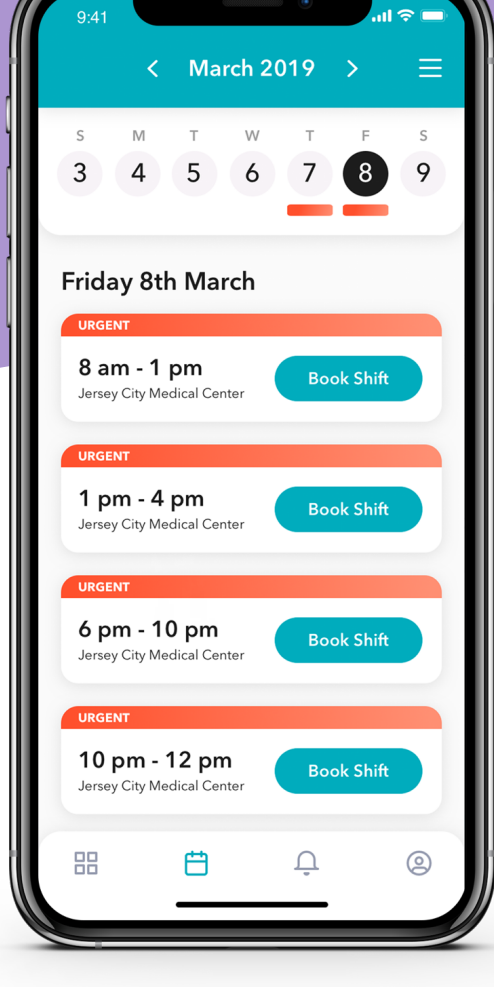 9:41
March 2019
S M T W T F S
3 4 5 6 7 8 9
Friday 8th March
URGENT
8 am - 1 pm
Jersey City Medical Center
Book Shift
URGENT
1 pm - 4 pm
Jersey City Medical Center
Book Shift
URGENT
6 pm - 10 pm
Jersey City Medical Center
Book Shift
URGENT
10 pm - 12 pm
Jersey City Medical Center
Book Shift